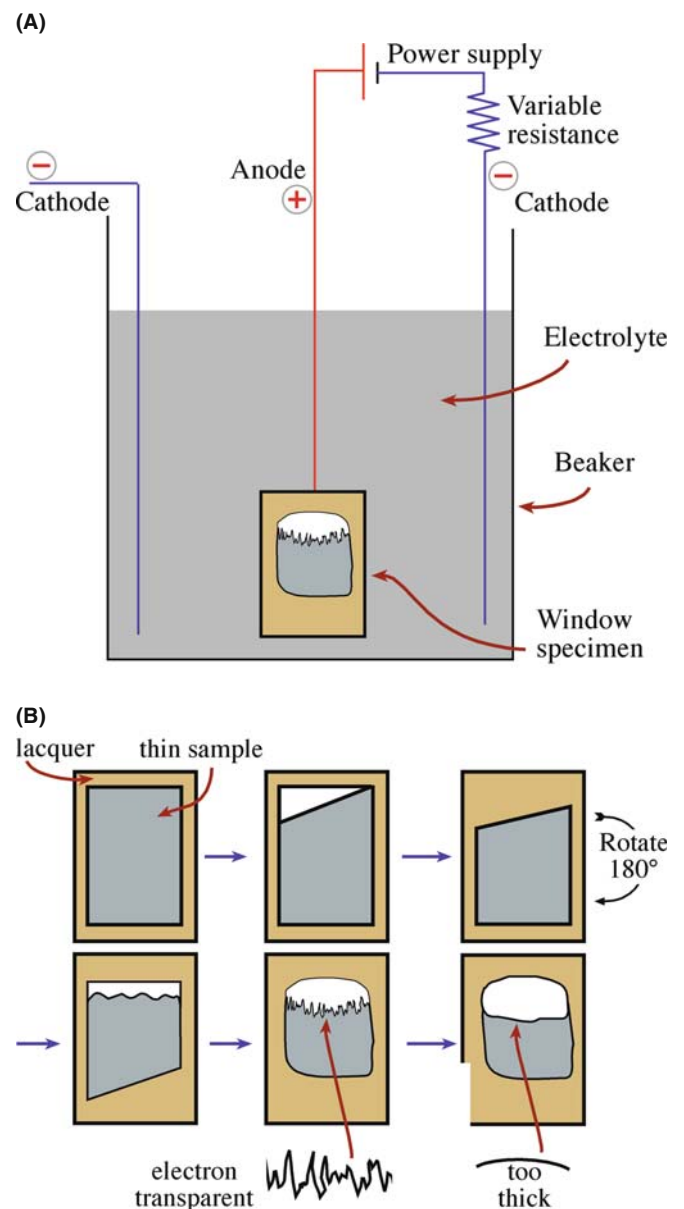 (A)
Power supply
Variable
resistance
−
Cathode
Anode
+
−
Cathode
Electrolyte
Beaker
Window
specimen
(B)
lacquer
thin sample
Rotate
180°
electron
transparent
too
thick